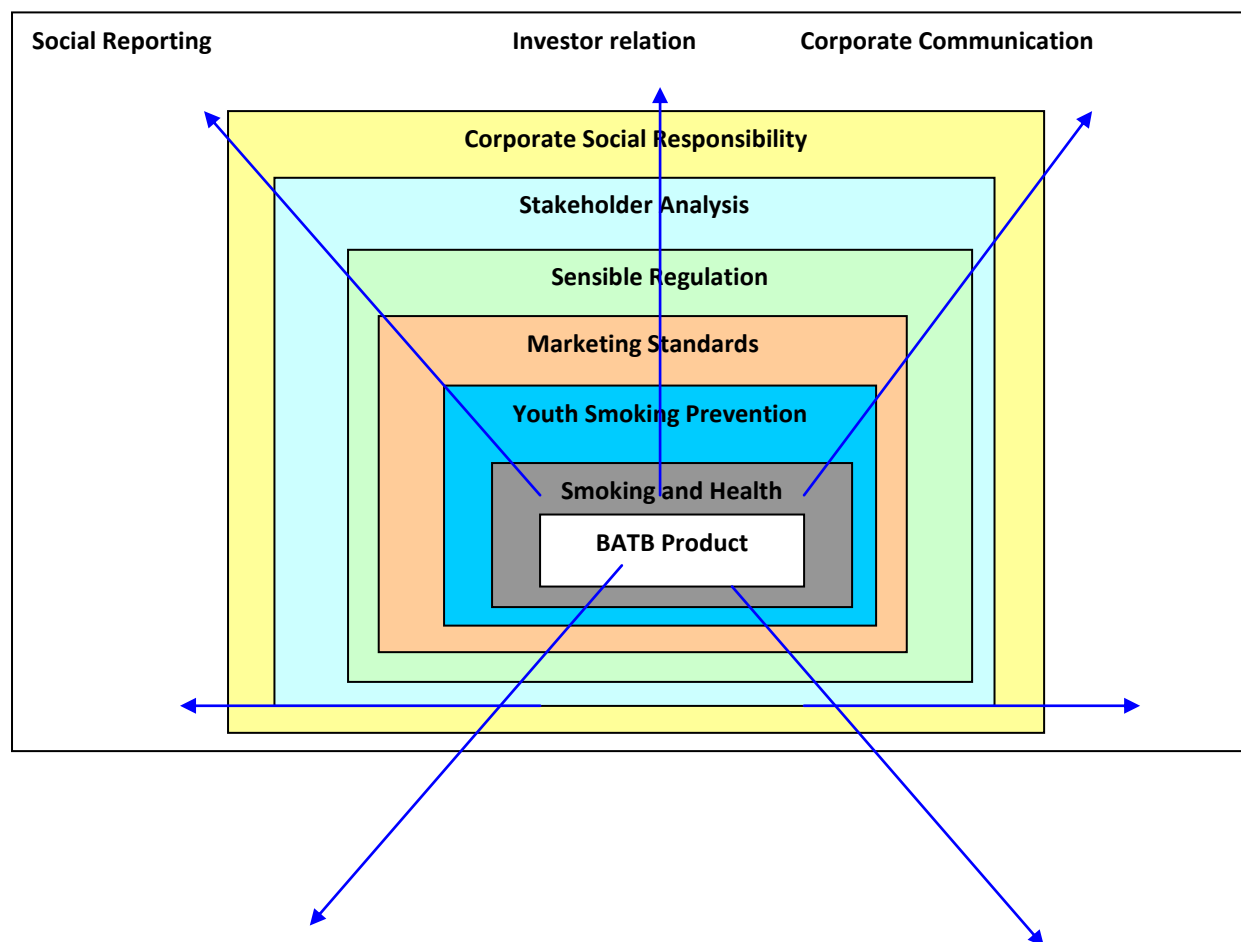 Social Reporting
Investor relation
Corporate Communication
Corporate Social Responsibility
Stakeholder Analysis
Sensible Regulation
Marketing Standards
Youth Smoking Prevention
Smoking and Health
BATB Product